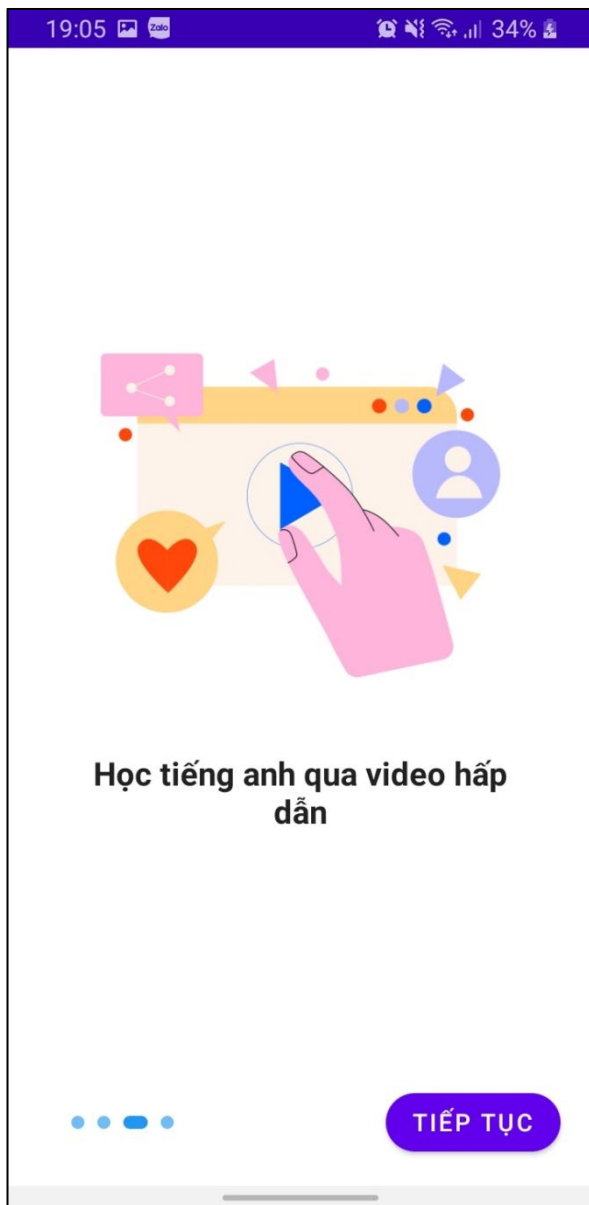 19:05 Zalo 34%
Học tiếng anh qua video hấp
dẫn
TIẾP TỤC